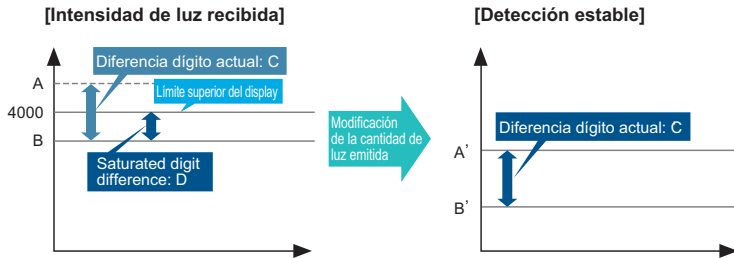 [Intensidad de luz recibida]
A
Diferencia dígito actual: C
Límite superior del display
4000
B
Saturated digit
difference: D
Modificación
de la cantidad de
luz emitida
[Detección estable]
Diferencia dígito actual: C
A'
B'